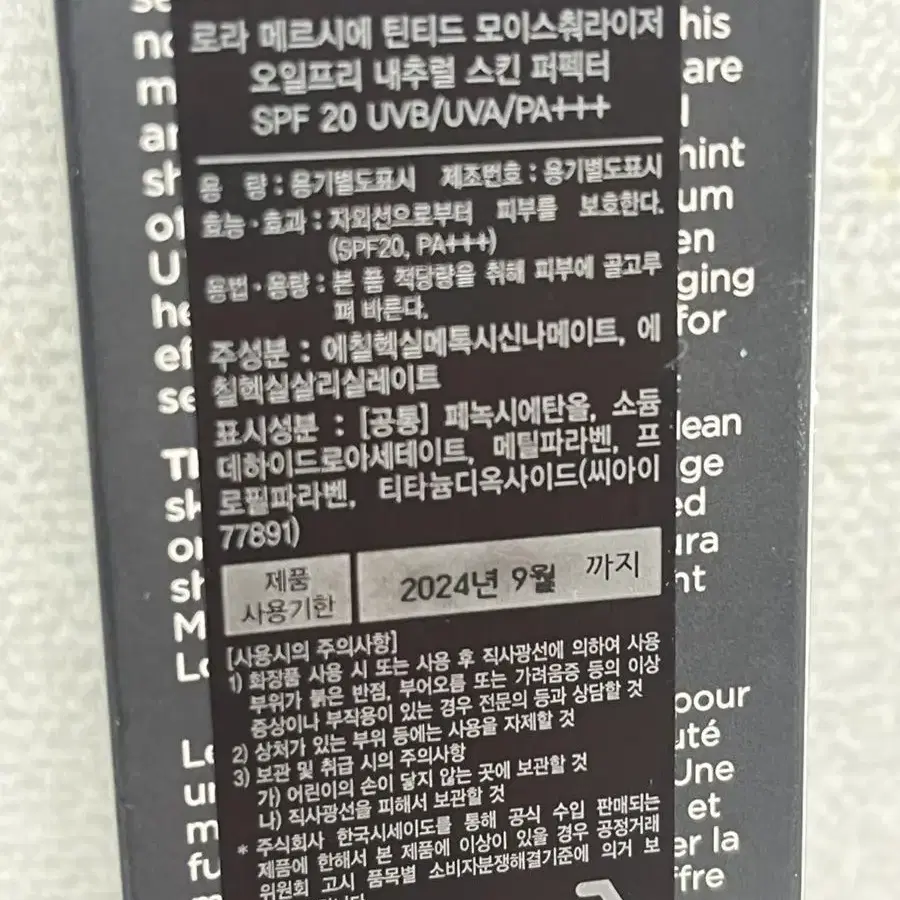 로라 메르시에 틴티드 모이스춰라이저
오일프리 내추럴 스킨 퍼펙터
SPF 20 UVB/UVA/PA+++
용 량 : 용기별도표시 제조번호 : 용기별도표시
효능·효과 : 자외선으로부터 피부를 보호한다.
(SPF20, PA+++)
용법·용량 : 본 품 적당량을 취해 피부에 골고루
펴 바른다.
주성분 : 에칠헥실메톡시신나메이트, 에
칠헥실살리실레이트
표시성분 : [공통] 페녹시에탄올, 소듐
데하이드로아세테이트, 메틸파라벤, 프
로필파라벤, 티타늄디옥사이드(씨아이
77891)
제품
사용기한
2024년 9월 까지
[사용시의 주의사항]
1) 화장품 사용 시 또는 사용 후 직사광선에 의하여 사용
부위가 붉은 반점, 부어오름 또는 가려움증 등의 이상
증상이나 부작용이 있는 경우 전문의 등과 상담할 것
2) 상처가 있는 부위 등에는 사용을 자제할 것
3) 보관 및 취급 시의 주의사항
가) 어린이의 손이 닿지 않는 곳에 보관할 것
나) 직사광선을 피해서 보관할 것
* 주식회사 한국시세이도를 통해 공식 수입 판매되는
제품에 한해서 본 제품에 이상이 있을 경우 공정거래
위원회 고시 품목별 소비자분쟁해결기준에 의거 보
his
are
ging
for
pour
Une
et
er la